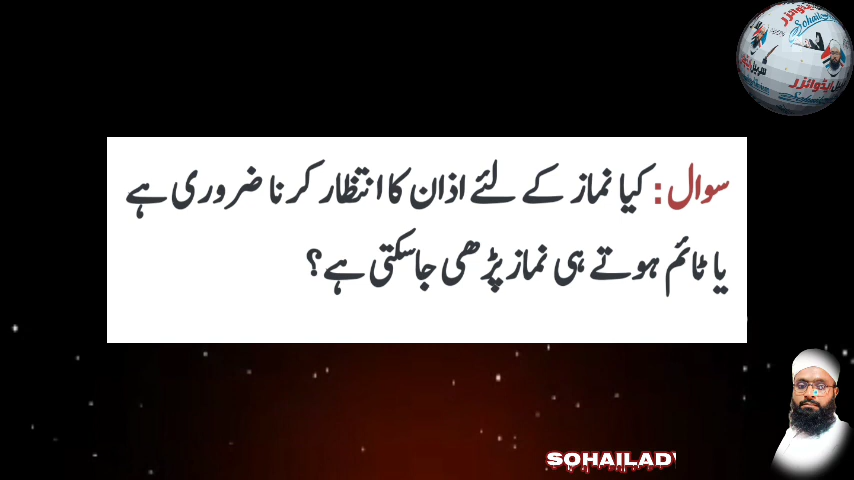 سوال: کیا نماز کے لئے اذان کا انتظار کرنا ضروری ہے
یا ٹائم ہوتے ہی نماز پڑھی جاسکتی ہے؟
SOHAILAD